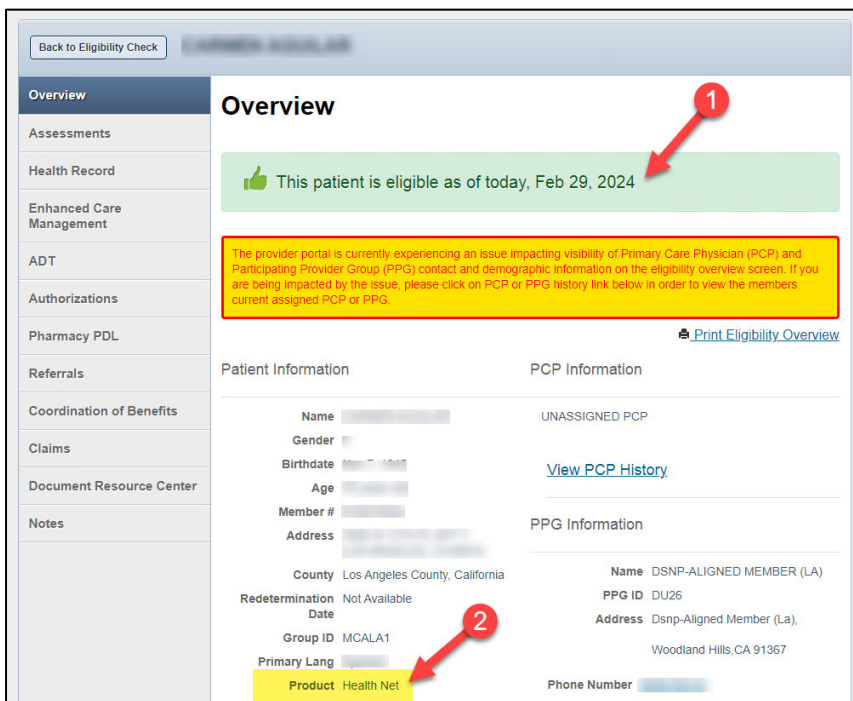 Back to Eligibility Check
Overview
Assessments
Health Record
Enhanced Care
Management
ADT
Authorizations
Pharmacy PDL
Referrals
Coordination of Benefits
Claims
Document Resource Center
Notes
Overview
1
This patient is eligible as of today, Feb 29, 2024
The provider portal is currently experiencing an issue impacting visibility of Primary Care Physician (PCP) and
Participating Provider Group (PPG) contact and demographic information on the eligibility overview screen. If you
are being impacted by the issue, please click on PCP or PPG history link below in order to view the members
current assigned PCP or PPG.
Print Eligibility Overview
Patient Information
Name
Gender
Birthdate
Age
Member #
Address
County Los Angeles County, California
Redetermination Not Available
Date
Group ID MCALA1
2
Primary Lang
Product Health Net
PCP Information
UNASSIGNED PCP
View PCP History
PPG Information
Name DSNP-ALIGNED MEMBER (LA)
PPG ID DU26
Address Dsnp-Aligned Member (La),
Woodland Hills,CA 91367
Phone Number